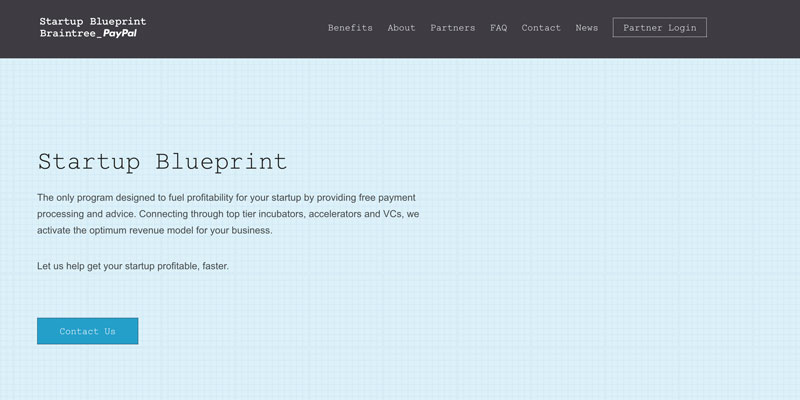 Startup Blueprint
Braintree_PayPal
Benefits About Partners FAQ Contact News Partner Login
Startup Blueprint
The only program designed to fuel profitability for your startup by providing free payment
processing and advice. Connecting through top tier incubators, accelerators and VCs, we
activate the optimum revenue model for your business.
Let us help get your startup profitable, faster.
Contact Us